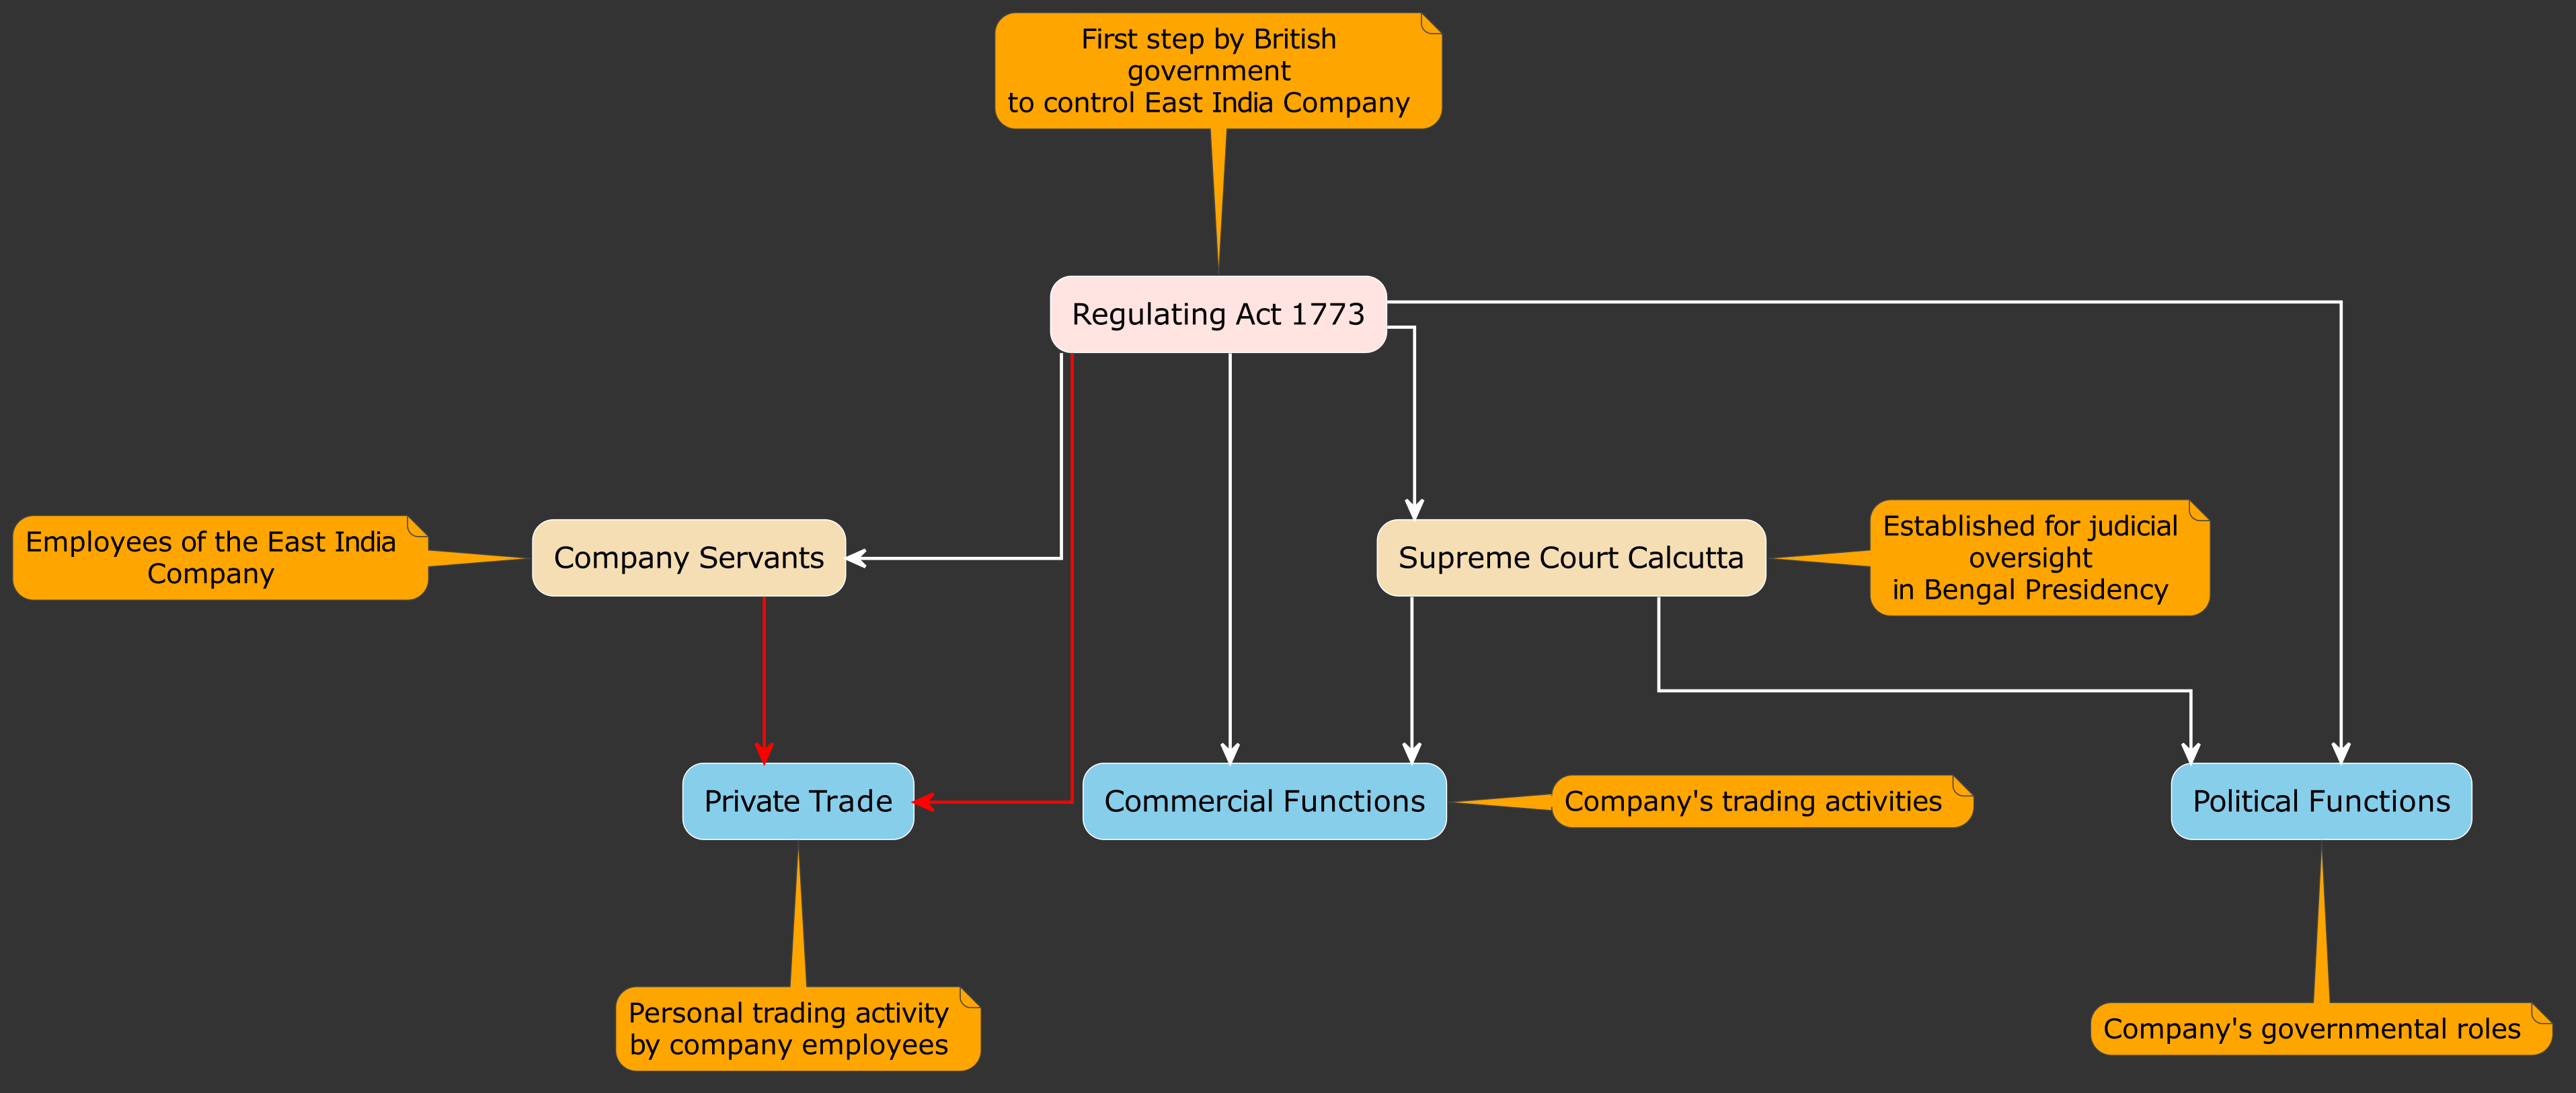 First step by British
government
to control East India Company
Regulating Act 1773
Employees of the East India
Company
Company Servants
Supreme Court Calcutta
Established for judicial
oversight
in Bengal Presidency
Private Trade
Commercial Functions
Company's trading activities
Political Functions
Personal trading activity
by company employees
Company's governmental roles